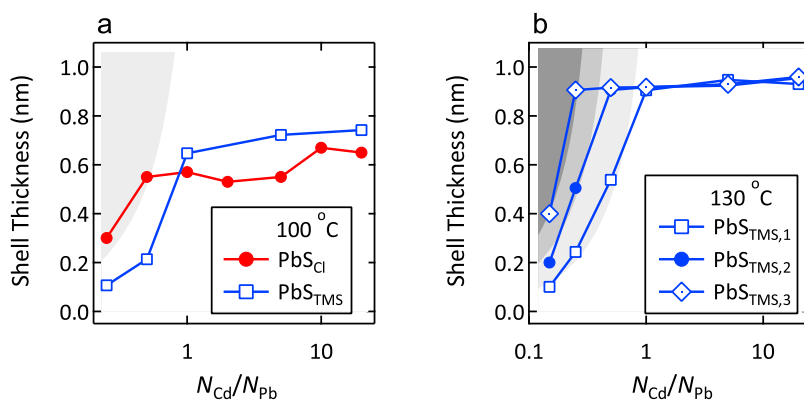 a
Shell Thickness (nm)
1.0
0.8
0.6
0.4
0.2
0.0
100 °C
PbS_Cl
PbS_TMS
1
10
N_Cd/N_Pb
b
Shell Thickness (nm)
1.0
0.8
0.6
0.4
0.2
0.0
130 °C
PbS_TMS,1
PbS_TMS,2
PbS_TMS,3
0.1
1
10
N_Cd/N_Pb